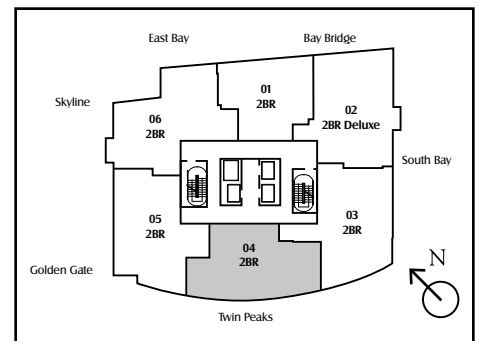 East Bay
Bay Bridge
Skyline
01
2BR
02
2BR Deluxe
06
2BR
South Bay
05
2BR
03
2BR
04
2BR
Golden Gate
N
Twin Peaks